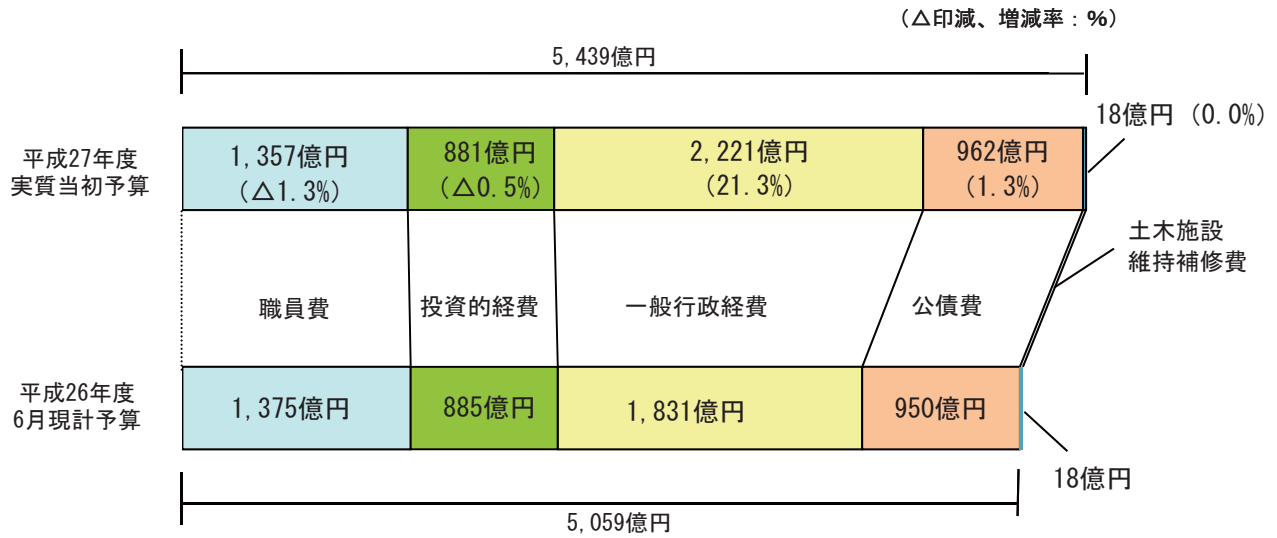 （△印減、増減率：%）
5,439億円
18億円（0.0%）
平成27年度
実質当初予算
1,357億円
（△1.3%）
881億円
（△0.5%）
2,221億円
（21.3%）
962億円
（1.3%）
土木施設
維持補修費
職員費
投資的経費
一般行政経費
公債費
平成26年度
6月現計予算
1,375億円
885億円
1,831億円
950億円
18億円
5,059億円